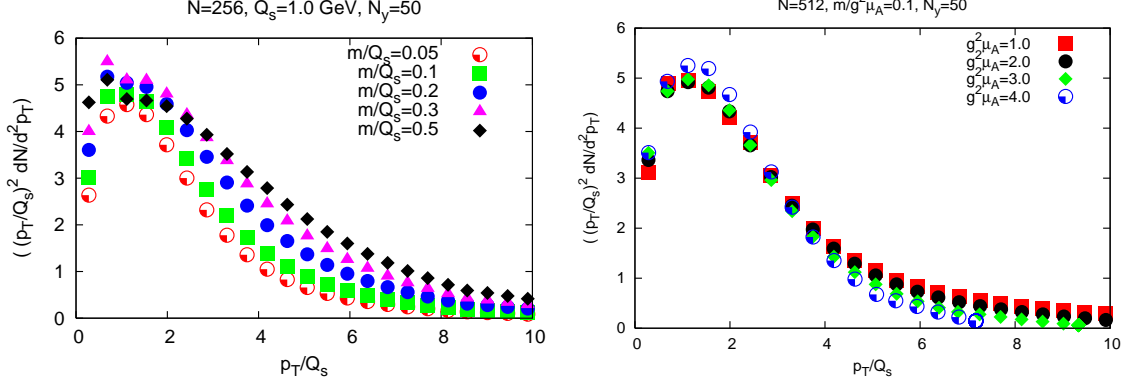 N=256, Q_s=1.0 GeV, N_y=50
m/Q_s=0.05
m/Q_s=0.1
m/Q_s=0.2
m/Q_s=0.3
m/Q_s=0.5
( (p_T/Q_s)^2 dN/d^2p_T)
6
5
4
3
2
1
0
0 2 4 6 8 10
p_T/Q_s
N=512, m/g^2μ_A=0.1, N_y=50
g^2μ_A=1.0
g^2μ_A=2.0
g^2μ_A=3.0
g^2μ_A=4.0
( (p_T/Q_s)^2 dN/d^2p_T)
6
5
4
3
2
1
0
0 2 4 6 8 10
p_T/Q_s